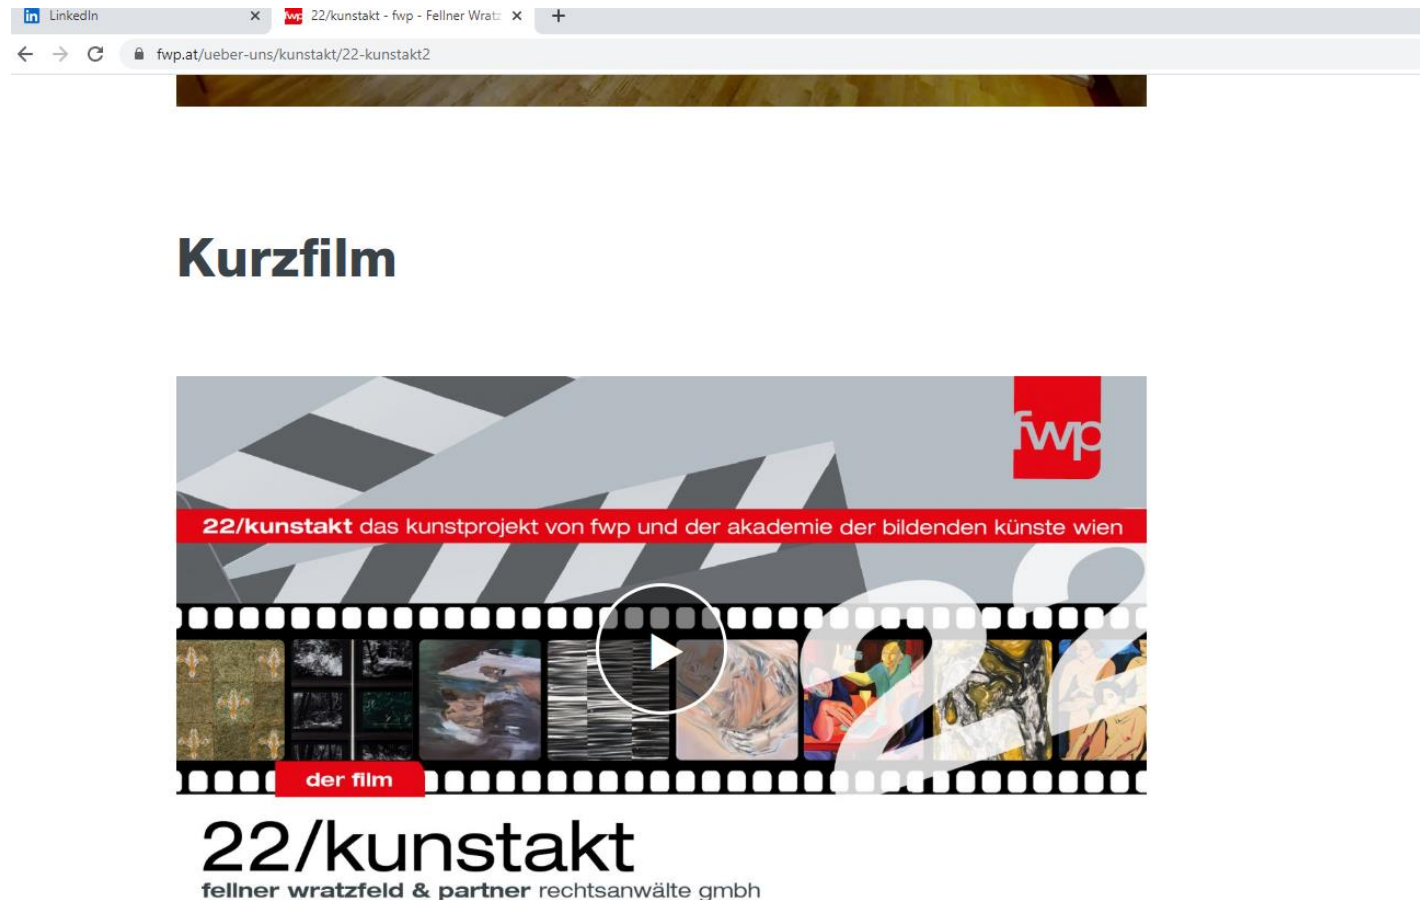 LinkedIn
22/kunstakt - fwp - Fellner Wratz
fwp.at/ueber-uns/kunstakt/22-kunstakt2
Kurzfilm
fwp
22/kunstakt das kunstprojekt von fwp und der akademie der bildenden künste wien
22
der film
22/kunstakt
fellner wratzfeld & partner rechtsanwälte gmbh